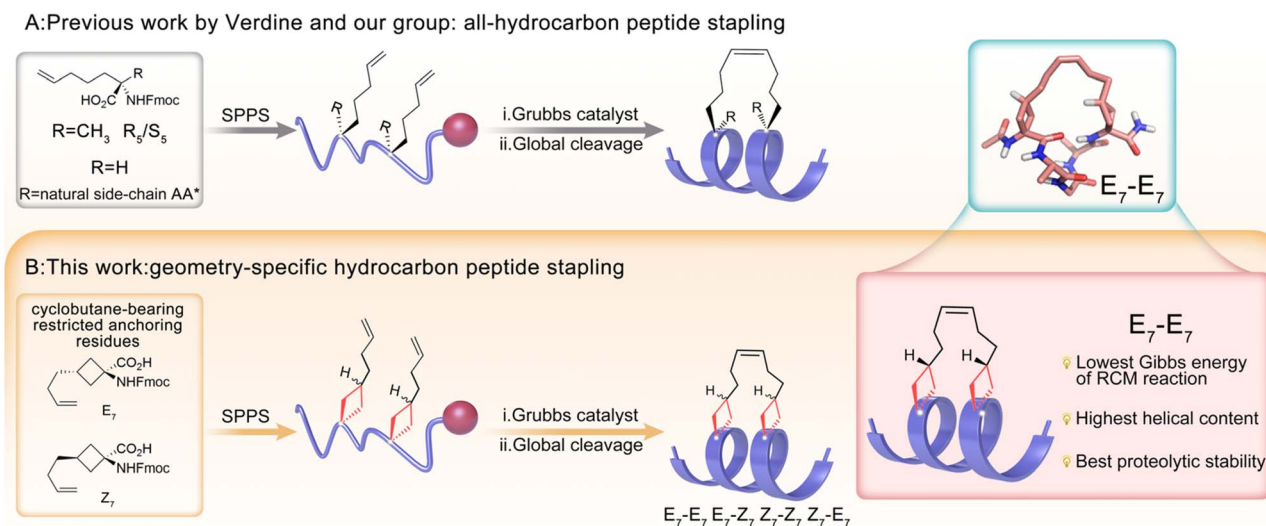 A:Previous work by Verdine and our group: all-hydrocarbon peptide stapling
R
HO₂C NHFmoc
R=CH₃ R₅/S₅
R=H
R=natural side-chain AA*
SPPS
R
R
i.Grubbs catalyst
ii.Global cleavage
R
R
E₇-E₇
B:This work:geometry-specific hydrocarbon peptide stapling
cyclobutane-bearing
restricted anchoring
residues
CO₂H
NHFmoc
E₇
CO₂H
NHFmoc
Z₇
SPPS
H
H
i.Grubbs catalyst
ii.Global cleavage
H
H
E₇-E₇ E₇-Z₇ Z₇-Z₇ Z₇-E₇
H
H
E₇-E₇
Lowest Gibbs energy
of RCM reaction
Highest helical content
Best proteolytic stability